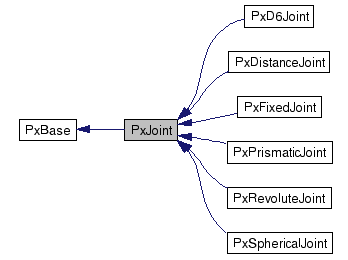 PxD6Joint
PxDistanceJoint
PxFixedJoint
PxBase
PxJoint
PxPrismaticJoint
PxRevoluteJoint
PxSphericalJoint